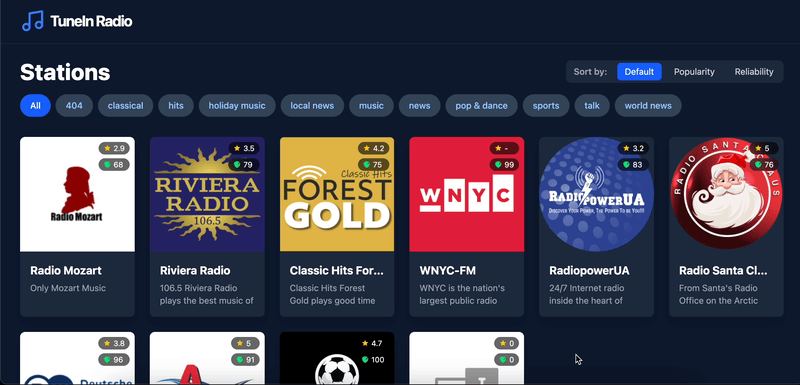 TuneIn Radio
Stations
Sort by: Default Popularity Reliability
All 404 classical hits holiday music local news music news pop & dance sports talk world news
2.9
68
Radio Mozart
Radio Mozart
Only Mozart Music
3.5
79
RIVIERA
RADIO
106.5
Riviera Radio
106.5 Riviera Radio
plays the best music of
4.2
75
Classic Hits
FOREST
GOLD
Classic Hits For...
Classic Hits Forest
Gold plays good time
-
99
WNYC
WNYC-FM
WNYC is the nation's
largest public radio
3.2
83
RADIOPOWERUA
DISCOVER YOUR POWER, THE POWER TO BE YOU!!!
RadiopowerUA
24/7 Internet radio
inside the heart of
5
76
RADIO SANTA CLAUS
Radio Santa Cl...
From Santa's Radio
Office on the Arctic
3.8
96
Deutsche
5
91
4.7
100
0
0